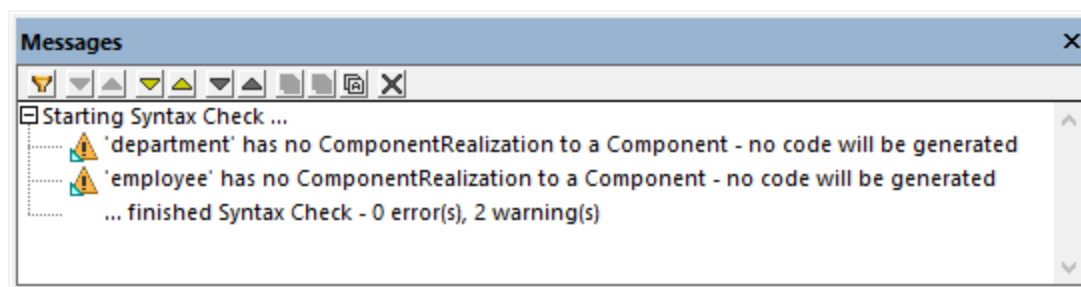 Messages
Starting Syntax Check ...
'department' has no ComponentRealization to a Component - no code will be generated
'employee' has no ComponentRealization to a Component - no code will be generated
... finished Syntax Check - 0 error(s), 2 warning(s)